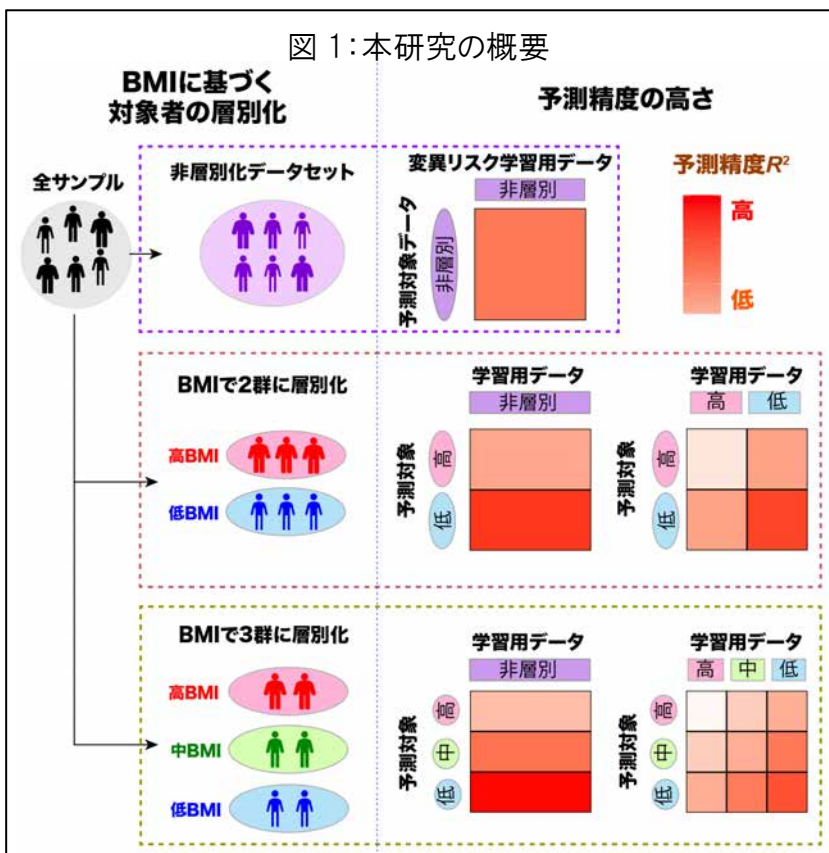 図 1：本研究の概要
BMIに基づく
対象者の層別化
予測精度の高さ
全サンプル
非層別化データセット
変異リスク学習用データ
非層別
予測対象データ
非層別
予測精度R²
高
低
BMIで2群に層別化
高BMI
低BMI
学習用データ
非層別
予測対象
高
低
学習用データ
高 低
予測対象
高
低
BMIで3群に層別化
高BMI
中BMI
低BMI
学習用データ
非層別
予測対象
高
中
低
学習用データ
高 中 低
予測対象
高
中
低